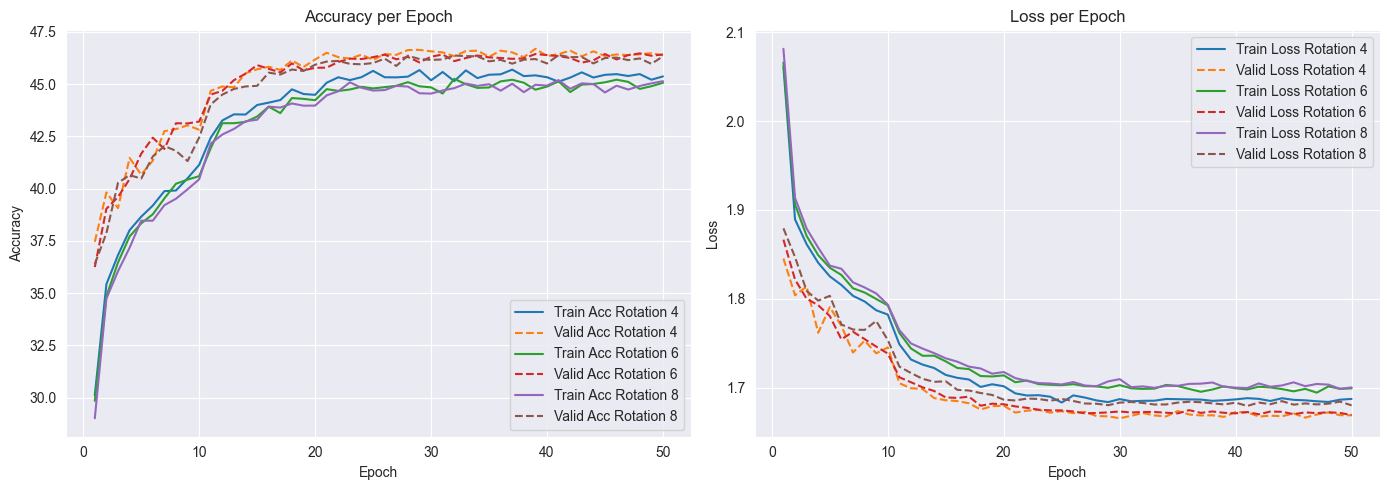 Accuracy per Epoch
47.5
45.0
42.5
40.0
37.5
35.0
32.5
30.0
Accuracy
0
10
20
30
40
50
Epoch
Train Acc Rotation 4
Valid Acc Rotation 4
Train Acc Rotation 6
Valid Acc Rotation 6
Train Acc Rotation 8
Valid Acc Rotation 8
Loss per Epoch
2.1
2.0
1.9
1.8
1.7
Loss
0
10
20
30
40
50
Epoch
Train Loss Rotation 4
Valid Loss Rotation 4
Train Loss Rotation 6
Valid Loss Rotation 6
Train Loss Rotation 8
Valid Loss Rotation 8